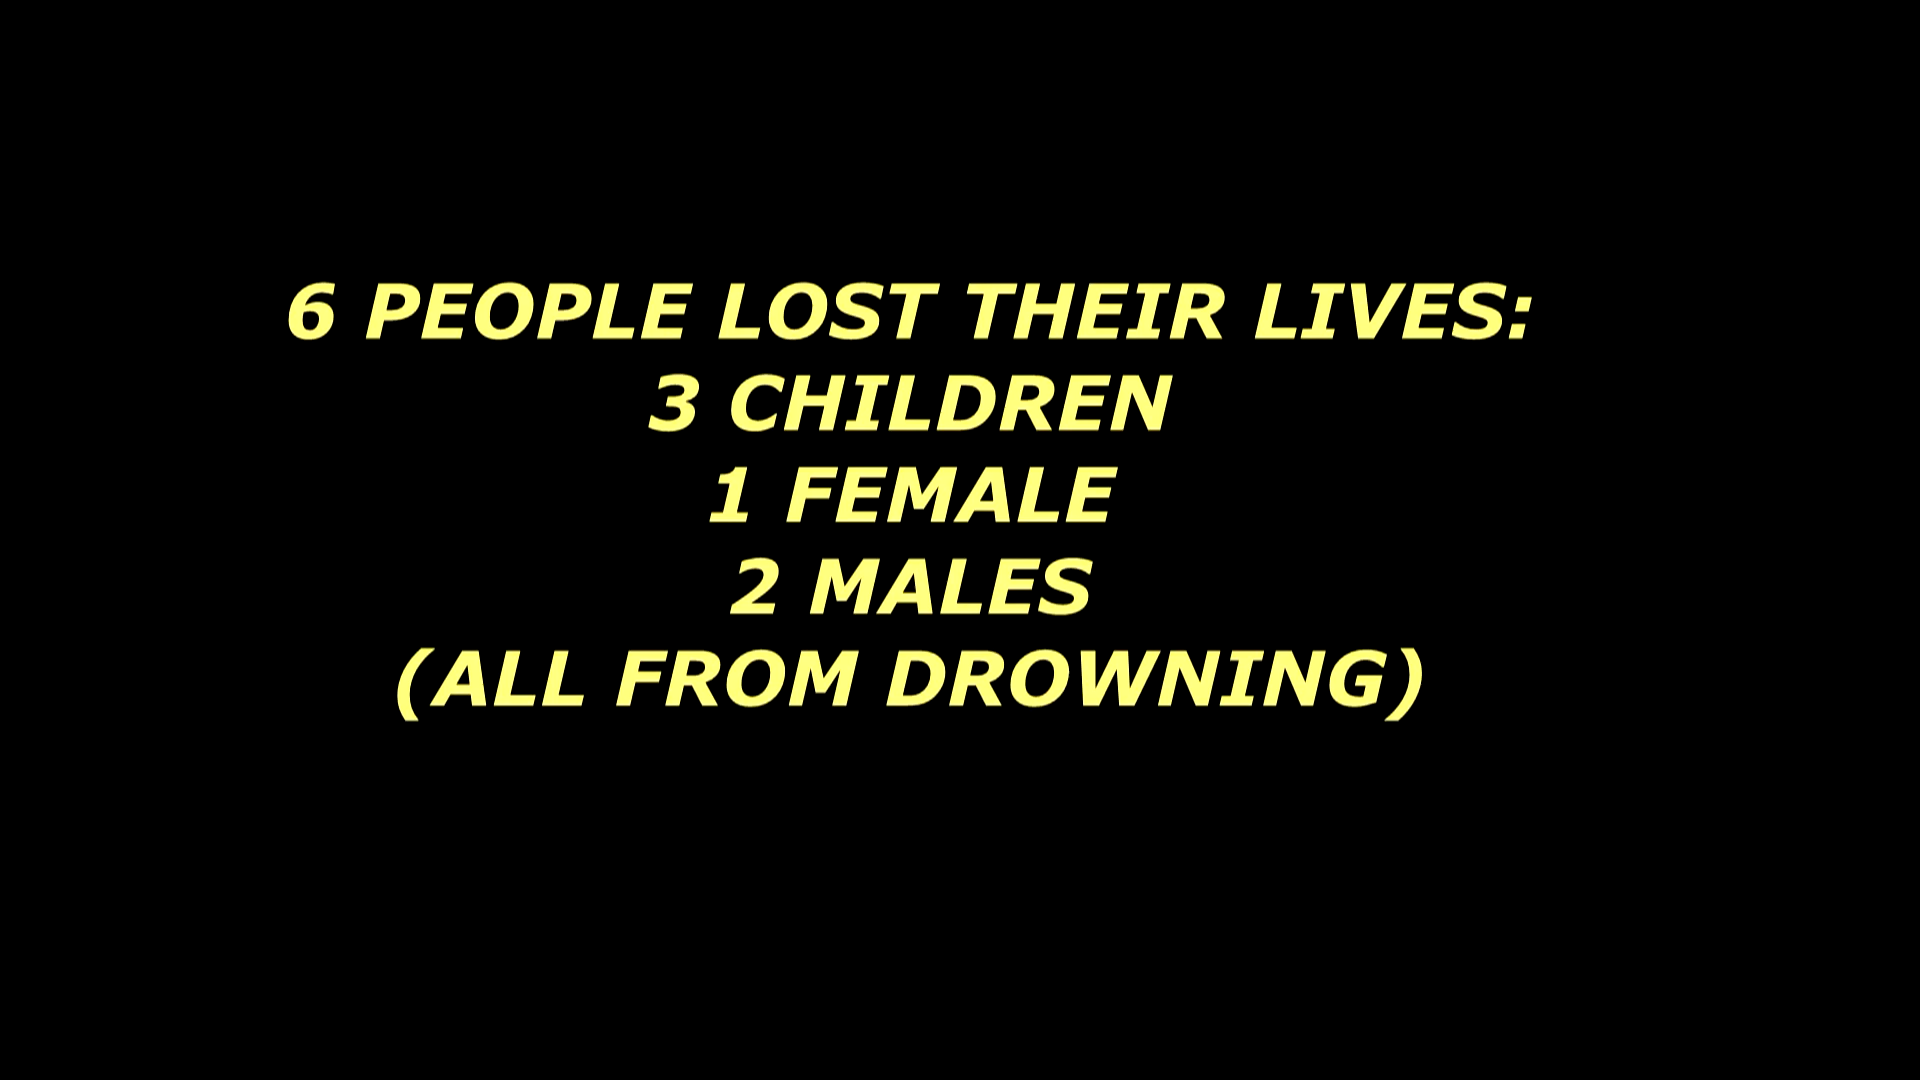 6 PEOPLE LOST THEIR LIVES:
3 CHILDREN
1 FEMALE
2 MALES
(ALL FROM DROWNING)